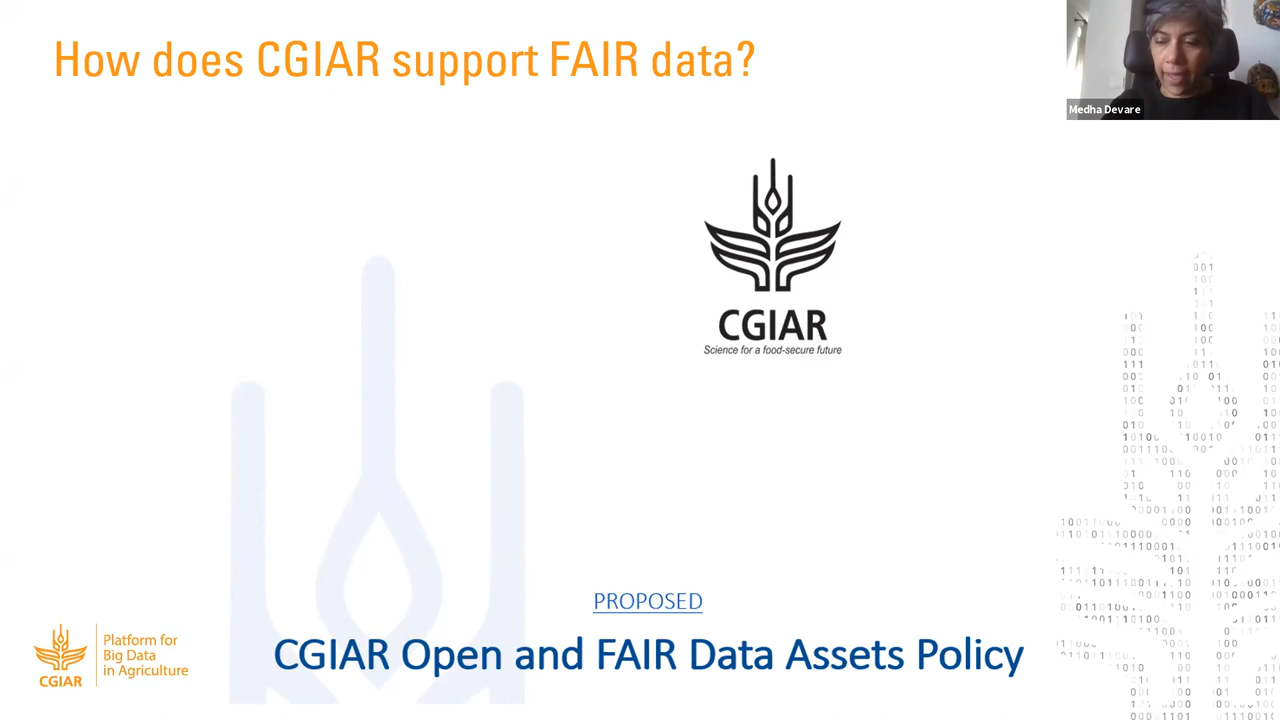 How does CGIAR support FAIR data?
Medha Devare
CGIAR
Science for a food-secure future
PROPOSED
CGIAR Open and FAIR Data Assets Policy
CGIAR
Platform for
Big Data
in Agriculture